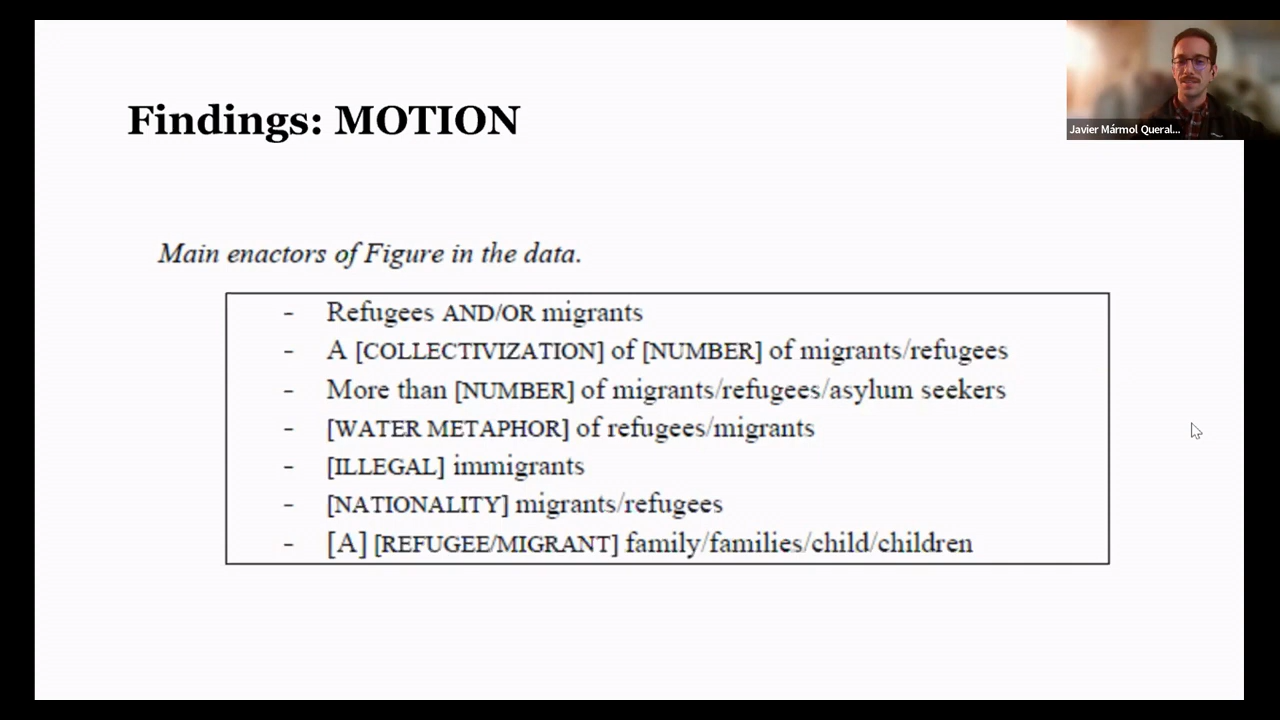 Findings: MOTION
Javier Mármol Queral...
Main enactors of Figure in the data.
- Refugees AND/OR migrants
- A [COLLECTIVIZATION] of [NUMBER] of migrants/refugees
- More than [NUMBER] of migrants/refugees/asylum seekers
- [WATER METAPHOR] of refugees/migrants
- [ILLEGAL] immigrants
- [NATIONALITY] migrants/refugees
- [A] [REFUGEE/MIGRANT] family/families/child/children